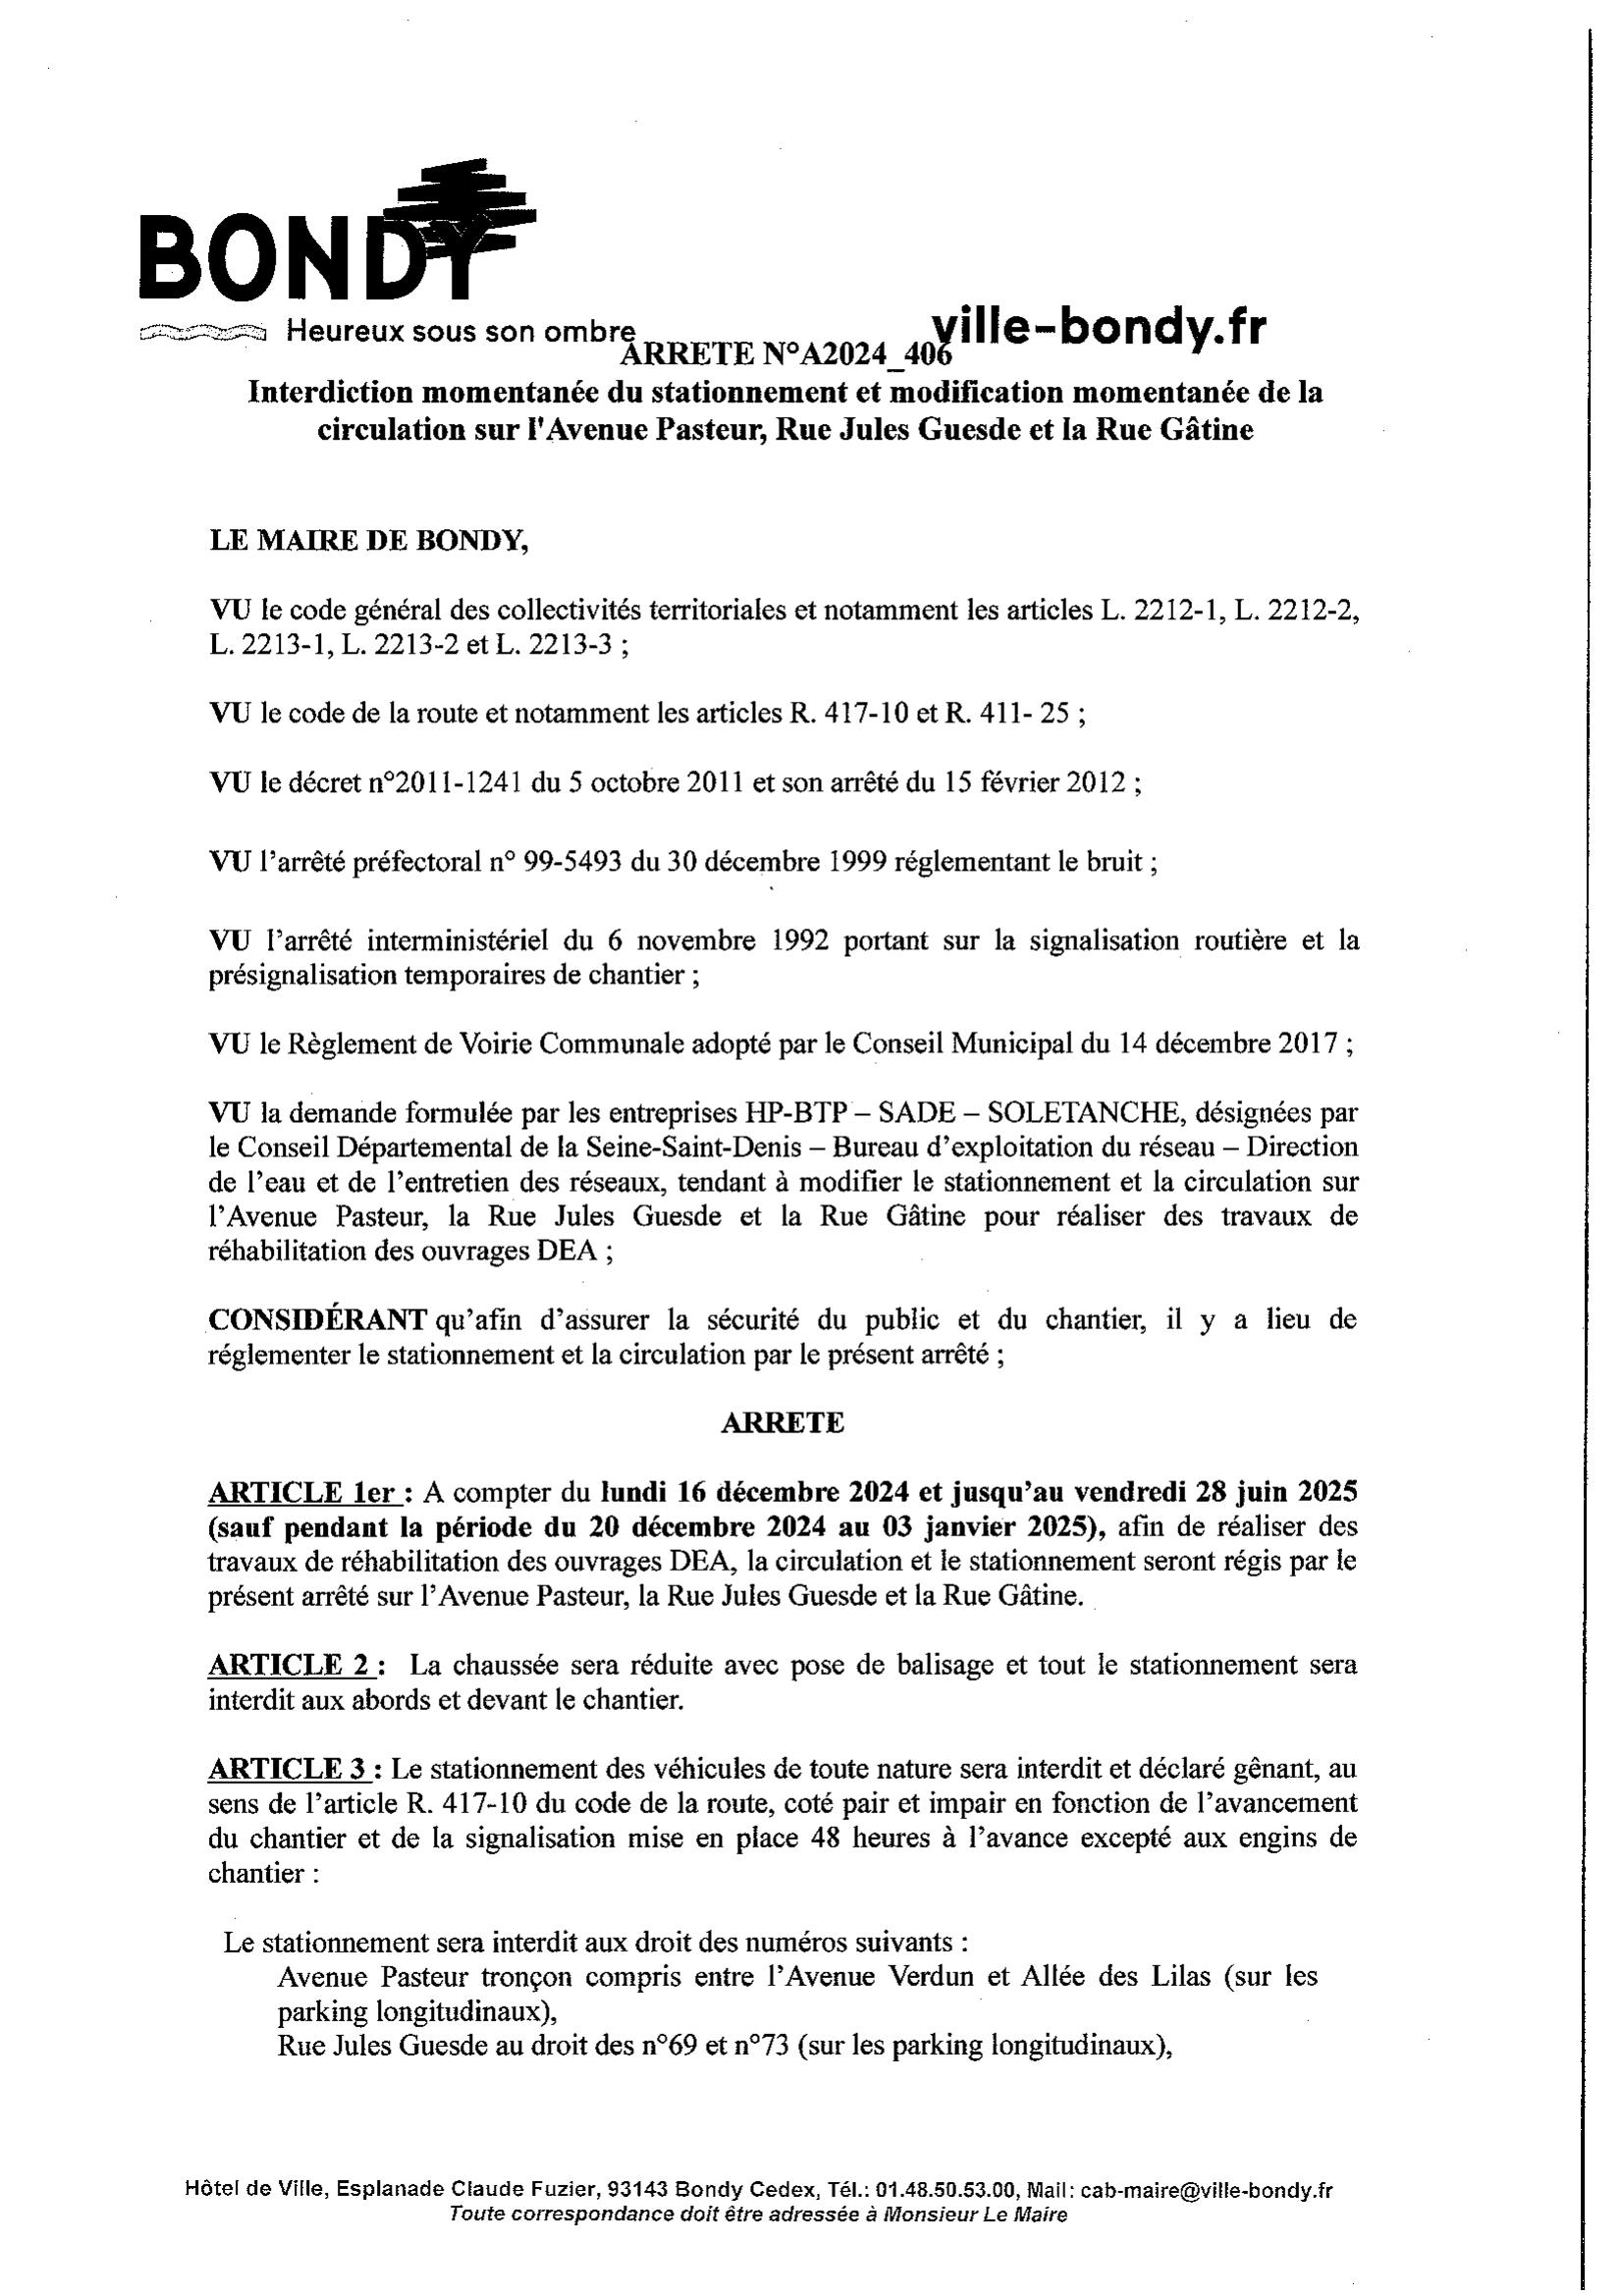 BONDY
Heureux sous son ombre
ville-bondy.fr
ARRETE N°A2024_406
Interdiction momentanée du stationnement et modification momentanée de la
circulation sur l'Avenue Pasteur, Rue Jules Guesde et la Rue Gâtine
LE MAIRE DE BONDY,
VU le code général des collectivités territoriales et notamment les articles L. 2212-1, L. 2212-2,
L. 2213-1, L. 2213-2 et L. 2213-3 ;
VU le code de la route et notamment les articles R. 417-10 et R. 411- 25 ;
VU le décret n°2011-1241 du 5 octobre 2011 et son arrêté du 15 février 2012 ;
VU l'arrêté préfectoral n° 99-5493 du 30 décembre 1999 réglementant le bruit ;
VU l'arrêté interministériel du 6 novembre 1992 portant sur la signalisation routière et la
présignalisation temporaires de chantier ;
VU le Règlement de Voirie Communale adopté par le Conseil Municipal du 14 décembre 2017 ;
VU la demande formulée par les entreprises HP-BTP – SADE – SOLETANCHE, désignées par
le Conseil Départemental de la Seine-Saint-Denis – Bureau d'exploitation du réseau – Direction
de l'eau et de l'entretien des réseaux, tendant à modifier le stationnement et la circulation sur
l'Avenue Pasteur, la Rue Jules Guesde et la Rue Gâtine pour réaliser des travaux de
réhabilitation des ouvrages DEA ;
CONSIDÉRANT qu'afin d'assurer la sécurité du public et du chantier, il y a lieu de
réglementer le stationnement et la circulation par le présent arrêté ;
ARRETE
ARTICLE 1er : A compter du lundi 16 décembre 2024 et jusqu'au vendredi 28 juin 2025
(sauf pendant la période du 20 décembre 2024 au 03 janvier 2025), afin de réaliser des
travaux de réhabilitation des ouvrages DEA, la circulation et le stationnement seront régis par le
présent arrêté sur l'Avenue Pasteur, la Rue Jules Guesde et la Rue Gâtine.
ARTICLE 2 : La chaussée sera réduite avec pose de balisage et tout le stationnement sera
interdit aux abords et devant le chantier.
ARTICLE 3 : Le stationnement des véhicules de toute nature sera interdit et déclaré gênant, au
sens de l'article R. 417-10 du code de la route, coté pair et impair en fonction de l'avancement
du chantier et de la signalisation mise en place 48 heures à l'avance excepté aux engins de
chantier :
Le stationnement sera interdit aux droit des numéros suivants :
Avenue Pasteur tronçon compris entre l'Avenue Verdun et Allée des Lilas (sur les
parking longitudinaux),
Rue Jules Guesde au droit des n°69 et n°73 (sur les parking longitudinaux),
Hôtel de Ville, Esplanade Claude Fuzier, 93143 Bondy Cedex, Tél.: 01.48.50.53.00, Mail: cab-maire@ville-bondy.fr
Toute correspondance doit être adressée à Monsieur Le Maire